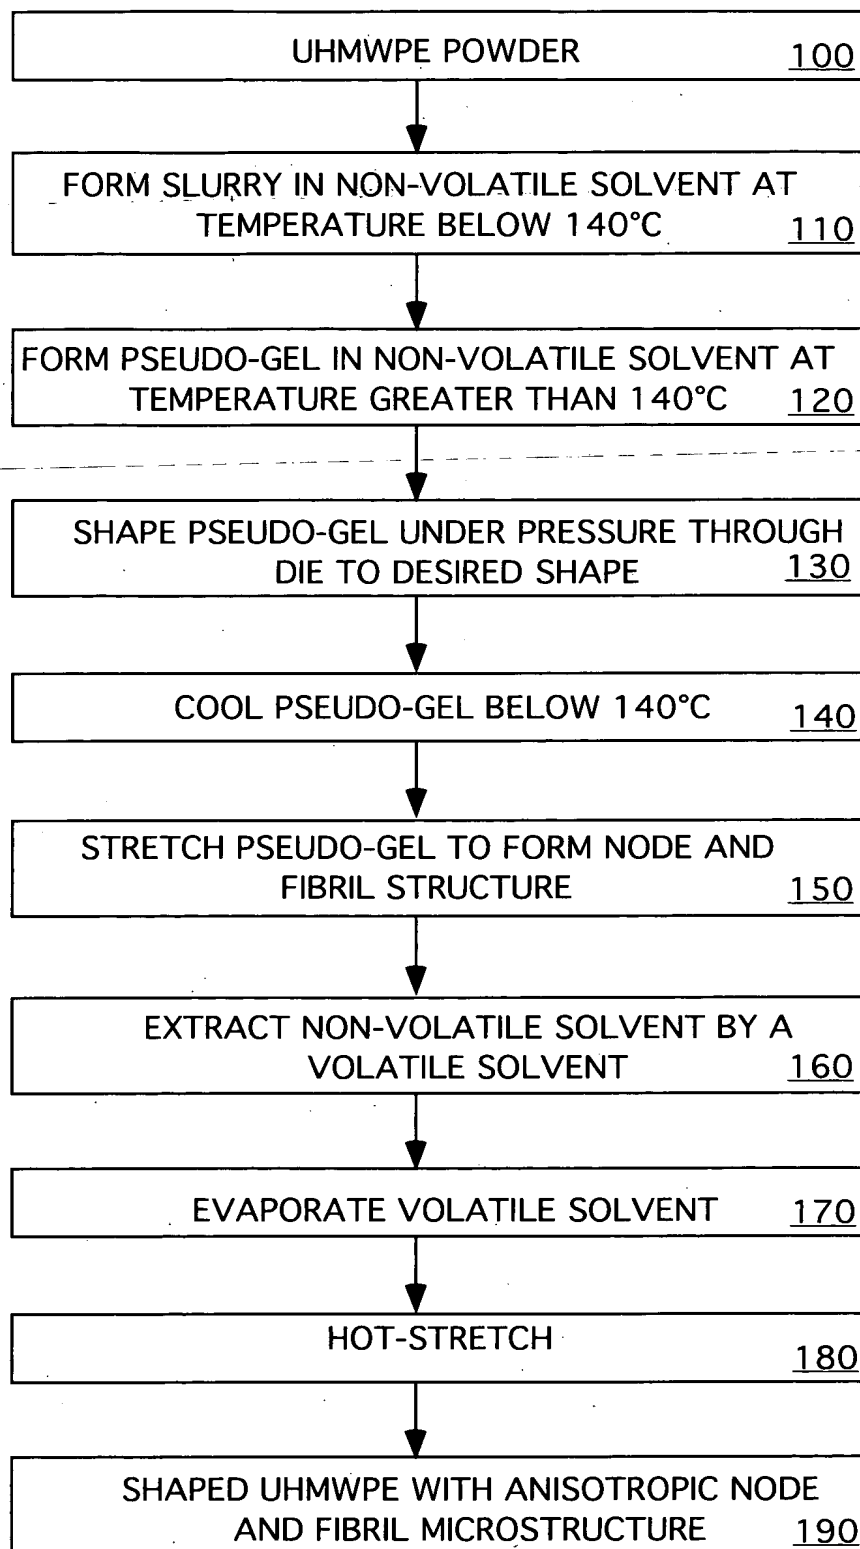 UHMWPE POWDER 100
FORM SLURRY IN NON-VOLATILE SOLVENT AT
TEMPERATURE BELOW 140°C 110
FORM PSEUDO-GEL IN NON-VOLATILE SOLVENT AT
TEMPERATURE GREATER THAN 140°C 120
SHAPE PSEUDO-GEL UNDER PRESSURE THROUGH
DIE TO DESIRED SHAPE 130
COOL PSEUDO-GEL BELOW 140°C 140
STRETCH PSEUDO-GEL TO FORM NODE AND
FIBRIL STRUCTURE 150
EXTRACT NON-VOLATILE SOLVENT BY A
VOLATILE SOLVENT 160
EVAPORATE VOLATILE SOLVENT 170
HOT-STRETCH 180
SHAPED UHMWPE WITH ANISOTROPIC NODE
AND FIBRIL MICROSTRUCTURE 190